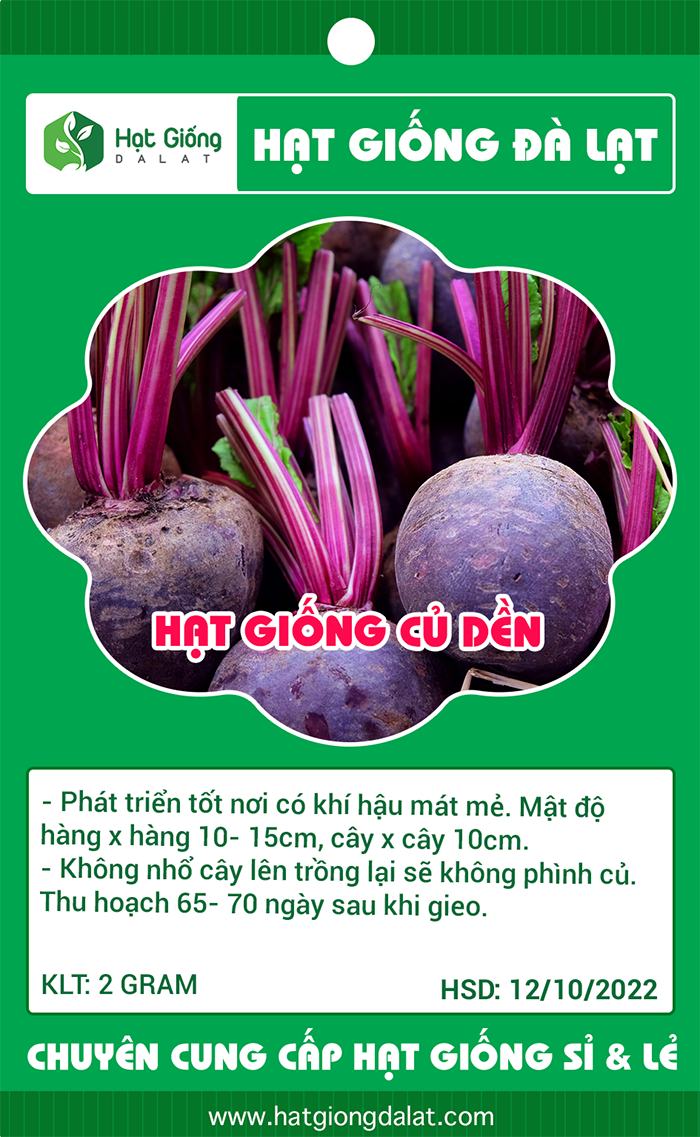 Hạt Giống
DALAT
HẠT GIỐNG ĐÀ LẠT
HẠT GIỐNG CỦ DỀN
- Phát triển tốt nơi có khí hậu mát mẻ. Mật độ
hàng x hàng 10- 15cm, cây x cây 10cm.
- Không nhổ cây lên trồng lại sẽ không phình củ.
Thu hoạch 65- 70 ngày sau khi gieo.
KLT: 2 GRAM
HSD: 12/10/2022
CHUYÊN CUNG CẤP HẠT GIỐNG SỈ & LẺ
www.hatgiongdalat.com